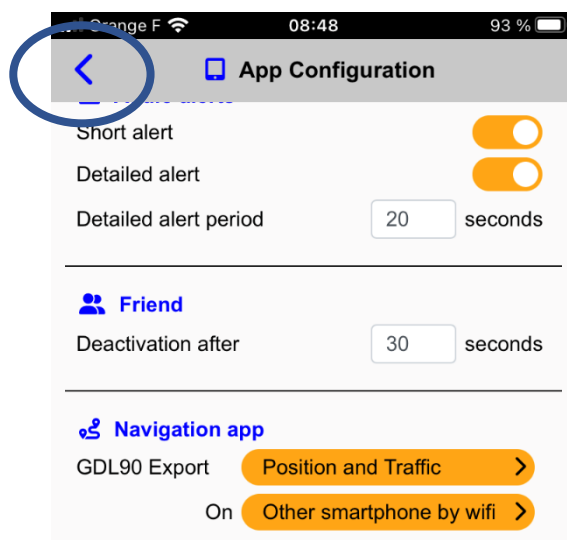 Orange F 08:48 93 %
App Configuration
Short alert
Detailed alert
Detailed alert period 20 seconds
Friend
Deactivation after 30 seconds
Navigation app
GDL90 Export Position and Traffic
On Other smartphone by wifi